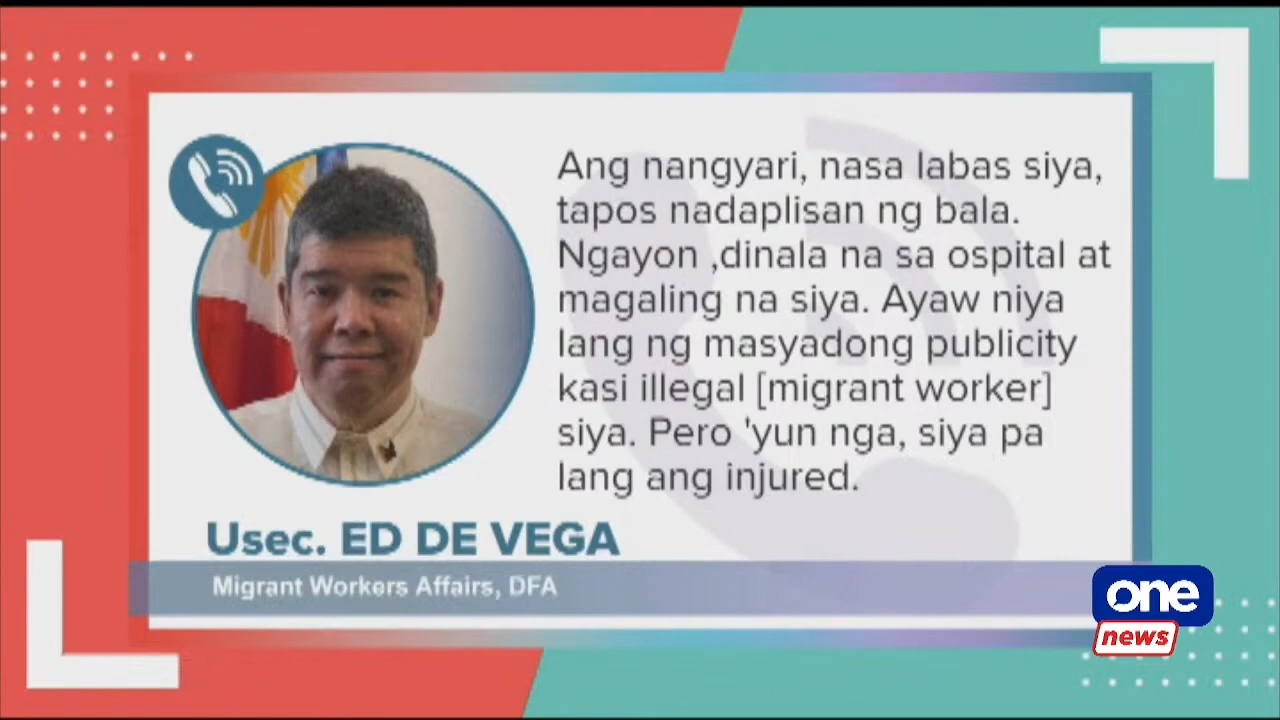 Ang nangyari, nasa labas siya,
tapos nadaplisan ng bala.
Ngayon ,dinala na sa ospital at
magaling na siya. Ayaw niya
lang ng masyadong publicity
kasi illegal [migrant worker]
siya. Pero 'yun nga, siya pa
lang ang injured.
Usec. ED DE VEGA
Migrant Workers Affairs, DFA
one
news